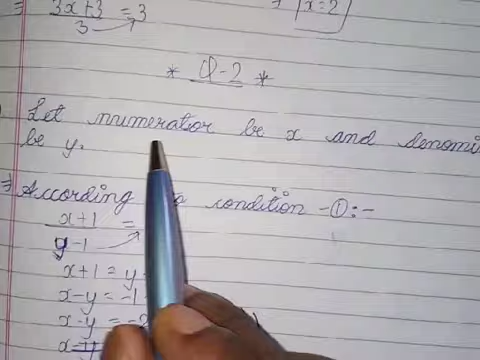 3x+3 = 3
3
x = 2
* Q-2 *
Let numerator be x and
be y.
⇒ According to condition -①:-
x+1 =
y-1
x+1 = y
x-y = -1
x-y = -2